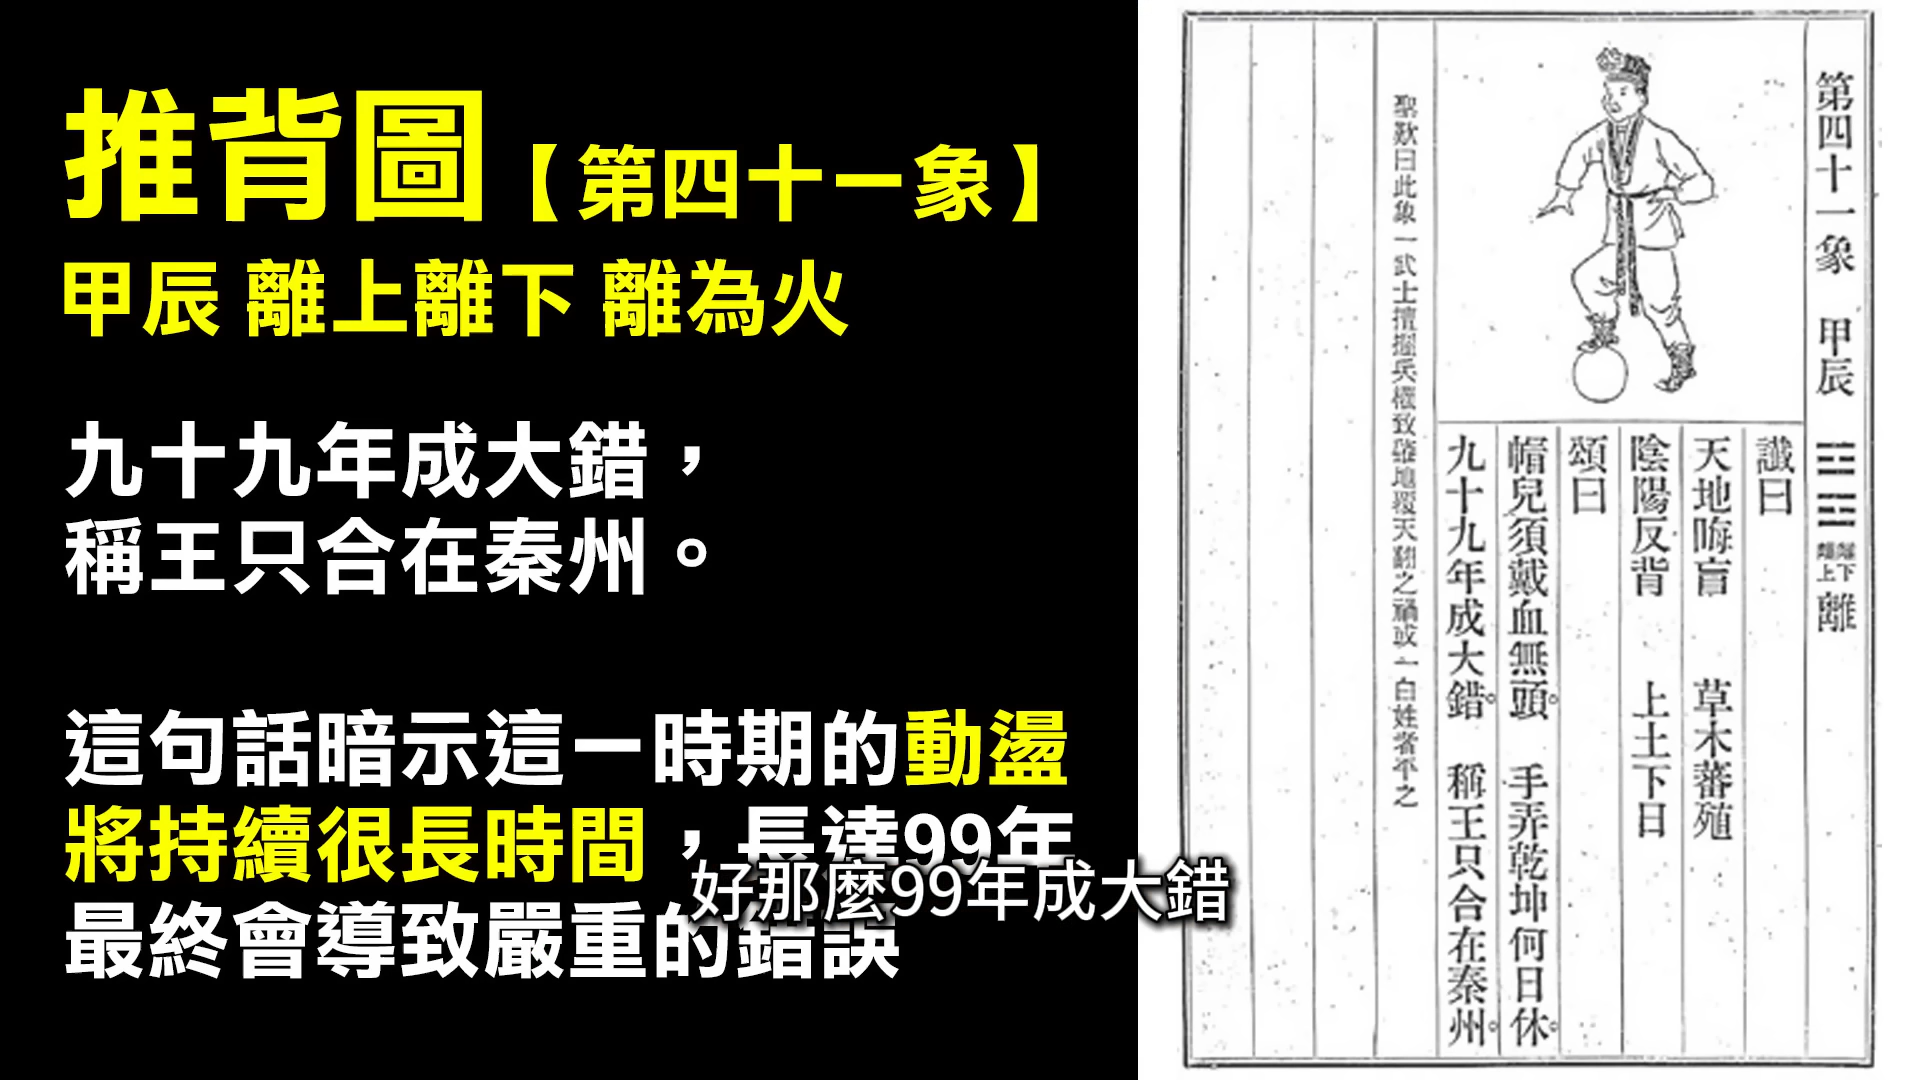 推背圖【第四十一象】
甲辰 離上離下 離為火
九十九年成大錯，
稱王只合在秦州。
這句話暗示這一時期的動盪
將持續很長時間，長達99年
最終會導致嚴重的錯誤
好那麼99年成大錯
第四十一象 甲辰 離下離上 離
讖曰
天地晦盲 草木蕃殖
陰陽反背 上土下日
頌曰
帽兒須戴血無頭。 手弄乾坤何日休。
九十九年成大錯。 稱王只合在秦州。
聖歎曰此象一武士擅握兵權致肇地覆天翻之禍或一白姓者平之